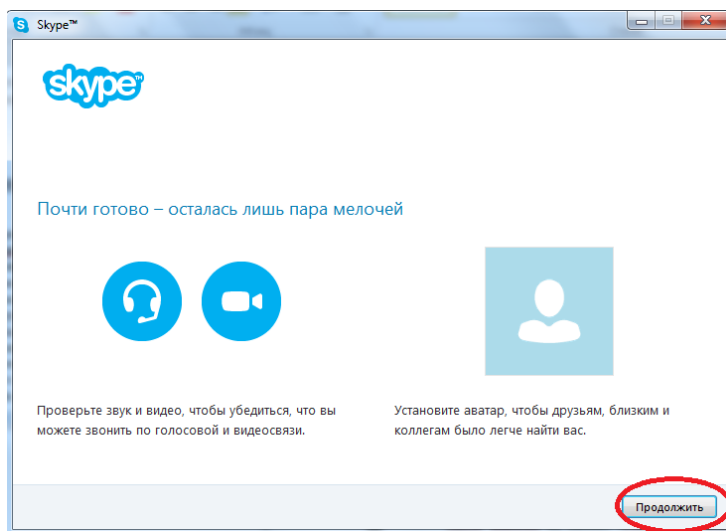 Skype™
skype™
Почти готово – осталась лишь пара мелочей
Проверьте звук и видео, чтобы убедиться, что вы
можете звонить по голосовой и видеосвязи.
Установите аватар, чтобы друзьям, близким и
коллегам было легче найти вас.
Продолжить